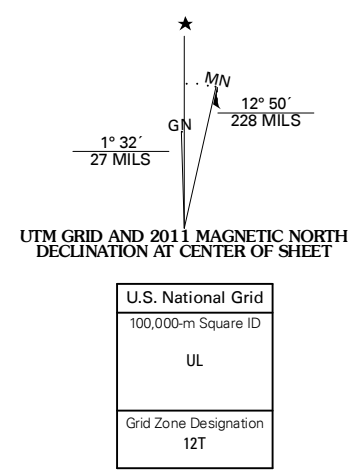 MN
12° 50´
228 MILS
GN
1° 32´
27 MILS
UTM GRID AND 2011 MAGNETIC NORTH
DECLINATION AT CENTER OF SHEET
U.S. National Grid
100,000-m Square ID
UL
Grid Zone Designation
12T